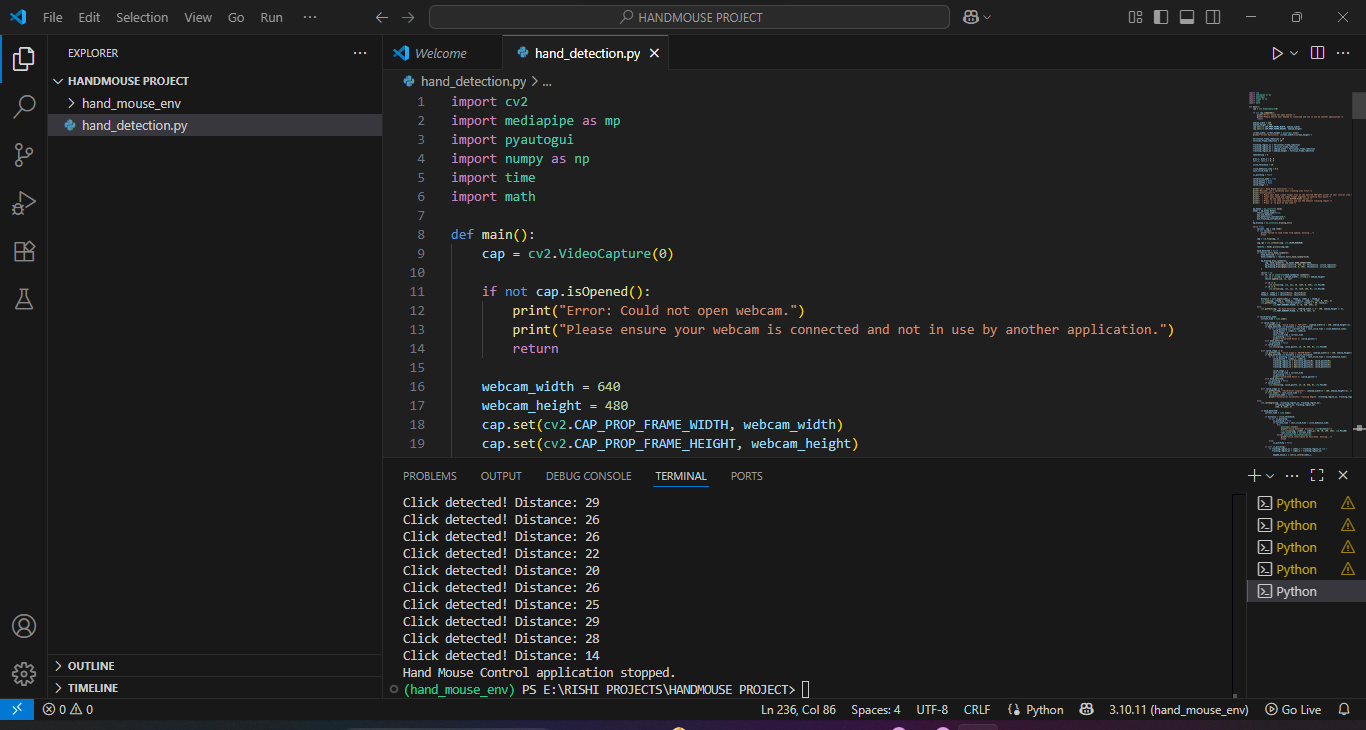 File Edit Selection View Go Run ··· HANDMOUSE PROJECT
EXPLORER ···
HANDMOUSE PROJECT
hand_mouse_env
hand_detection.py
OUTLINE
TIMELINE
Welcome hand_detection.py
hand_detection.py > ...
1 import cv2
2 import mediapipe as mp
3 import pyautogui
4 import numpy as np
5 import time
6 import math
7
8 def main():
9 cap = cv2.VideoCapture(0)
10
11 if not cap.isOpened():
12 print("Error: Could not open webcam.")
13 print("Please ensure your webcam is connected and not in use by another application.")
14 return
15
16 webcam_width = 640
17 webcam_height = 480
18 cap.set(cv2.CAP_PROP_FRAME_WIDTH, webcam_width)
19 cap.set(cv2.CAP_PROP_FRAME_HEIGHT, webcam_height)
PROBLEMS OUTPUT DEBUG CONSOLE TERMINAL PORTS
Click detected! Distance: 29
Click detected! Distance: 26
Click detected! Distance: 26
Click detected! Distance: 22
Click detected! Distance: 20
Click detected! Distance: 26
Click detected! Distance: 25
Click detected! Distance: 29
Click detected! Distance: 28
Click detected! Distance: 14
Hand Mouse Control application stopped.
(hand_mouse_env) PS E:\RISHI PROJECTS\HANDMOUSE PROJECT>
Python
Python
Python
Python
Python
0 0 Ln 236, Col 86 Spaces: 4 UTF-8 CRLF Python 3.10.11 (hand_mouse_env) Go Live